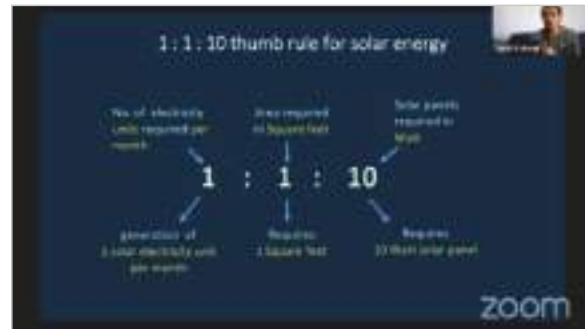 1 : 1 : 10 thumb rule for solar energy
No. of electricity
units required per
month
Area required
in Square feet
Solar panels
required in
Watt
1 : 1 : 10
generation of
1 solar electricity unit
per month
Requires
1 Square feet
Requires
10 Watt solar panel
zoom